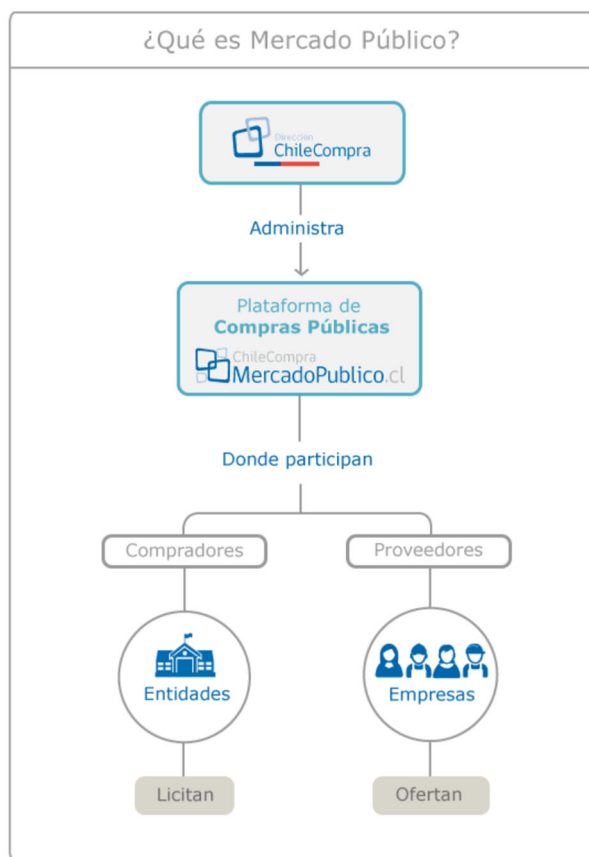 ¿Qué es Mercado Público?
Dirección
ChileCompra
Administra
Plataforma de
Compras Públicas
ChileCompra
MercadoPublico.cl
Donde participan
Compradores
Proveedores
Entidades
Empresas
Licitan
Ofertan